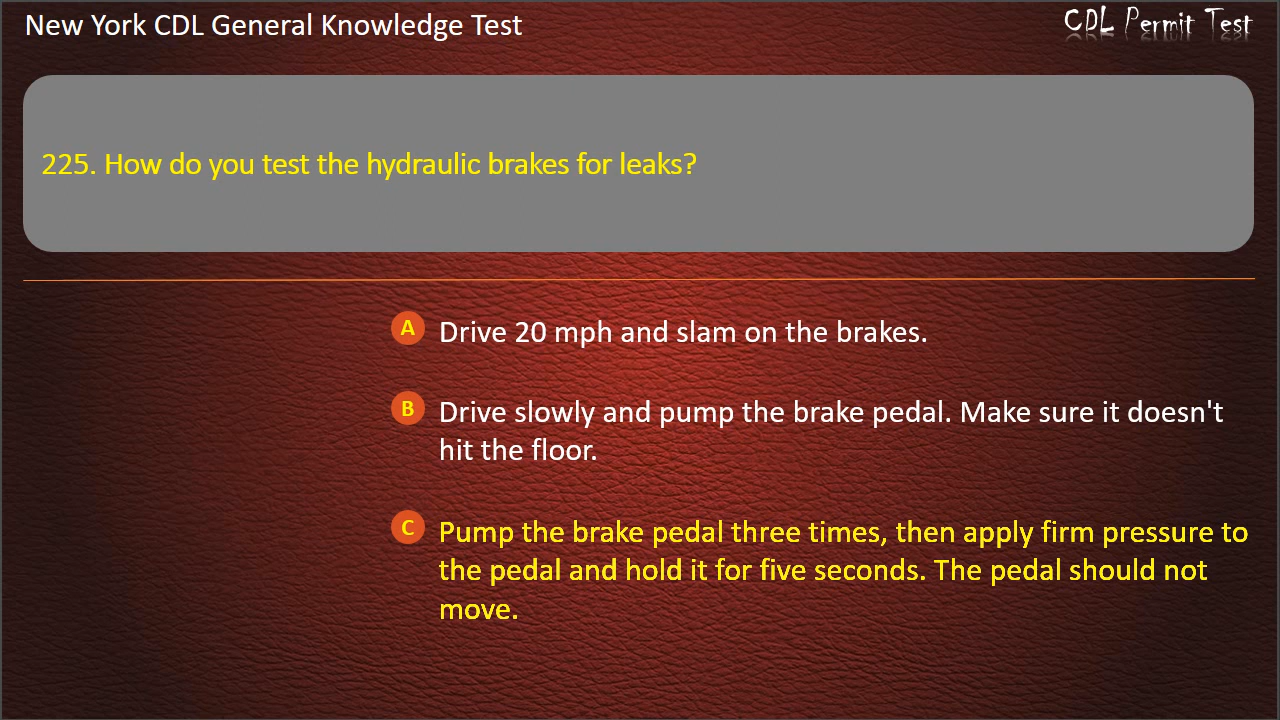 New York CDL General Knowledge Test
CDL Permit Test
225. How do you test the hydraulic brakes for leaks?
A Drive 20 mph and slam on the brakes.
B Drive slowly and pump the brake pedal. Make sure it doesn't
hit the floor.
C Pump the brake pedal three times, then apply firm pressure to
the pedal and hold it for five seconds. The pedal should not
move.